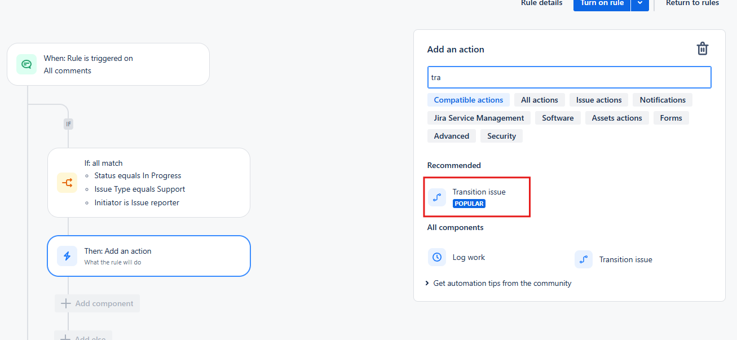 Rule details
Turn on rule
Return to rules
When: Rule is triggered on
All comments
IF
If: all match
Status equals In Progress
Issue Type equals Support
Initiator is Issue reporter
Then: Add an action
What the rule will do
Add component
Add else
Add an action
tra
Compatible actions
All actions
Issue actions
Notifications
Jira Service Management
Software
Assets actions
Forms
Advanced
Security
Recommended
Transition issue
POPULAR
All components
Log work
Transition issue
Get automation tips from the community